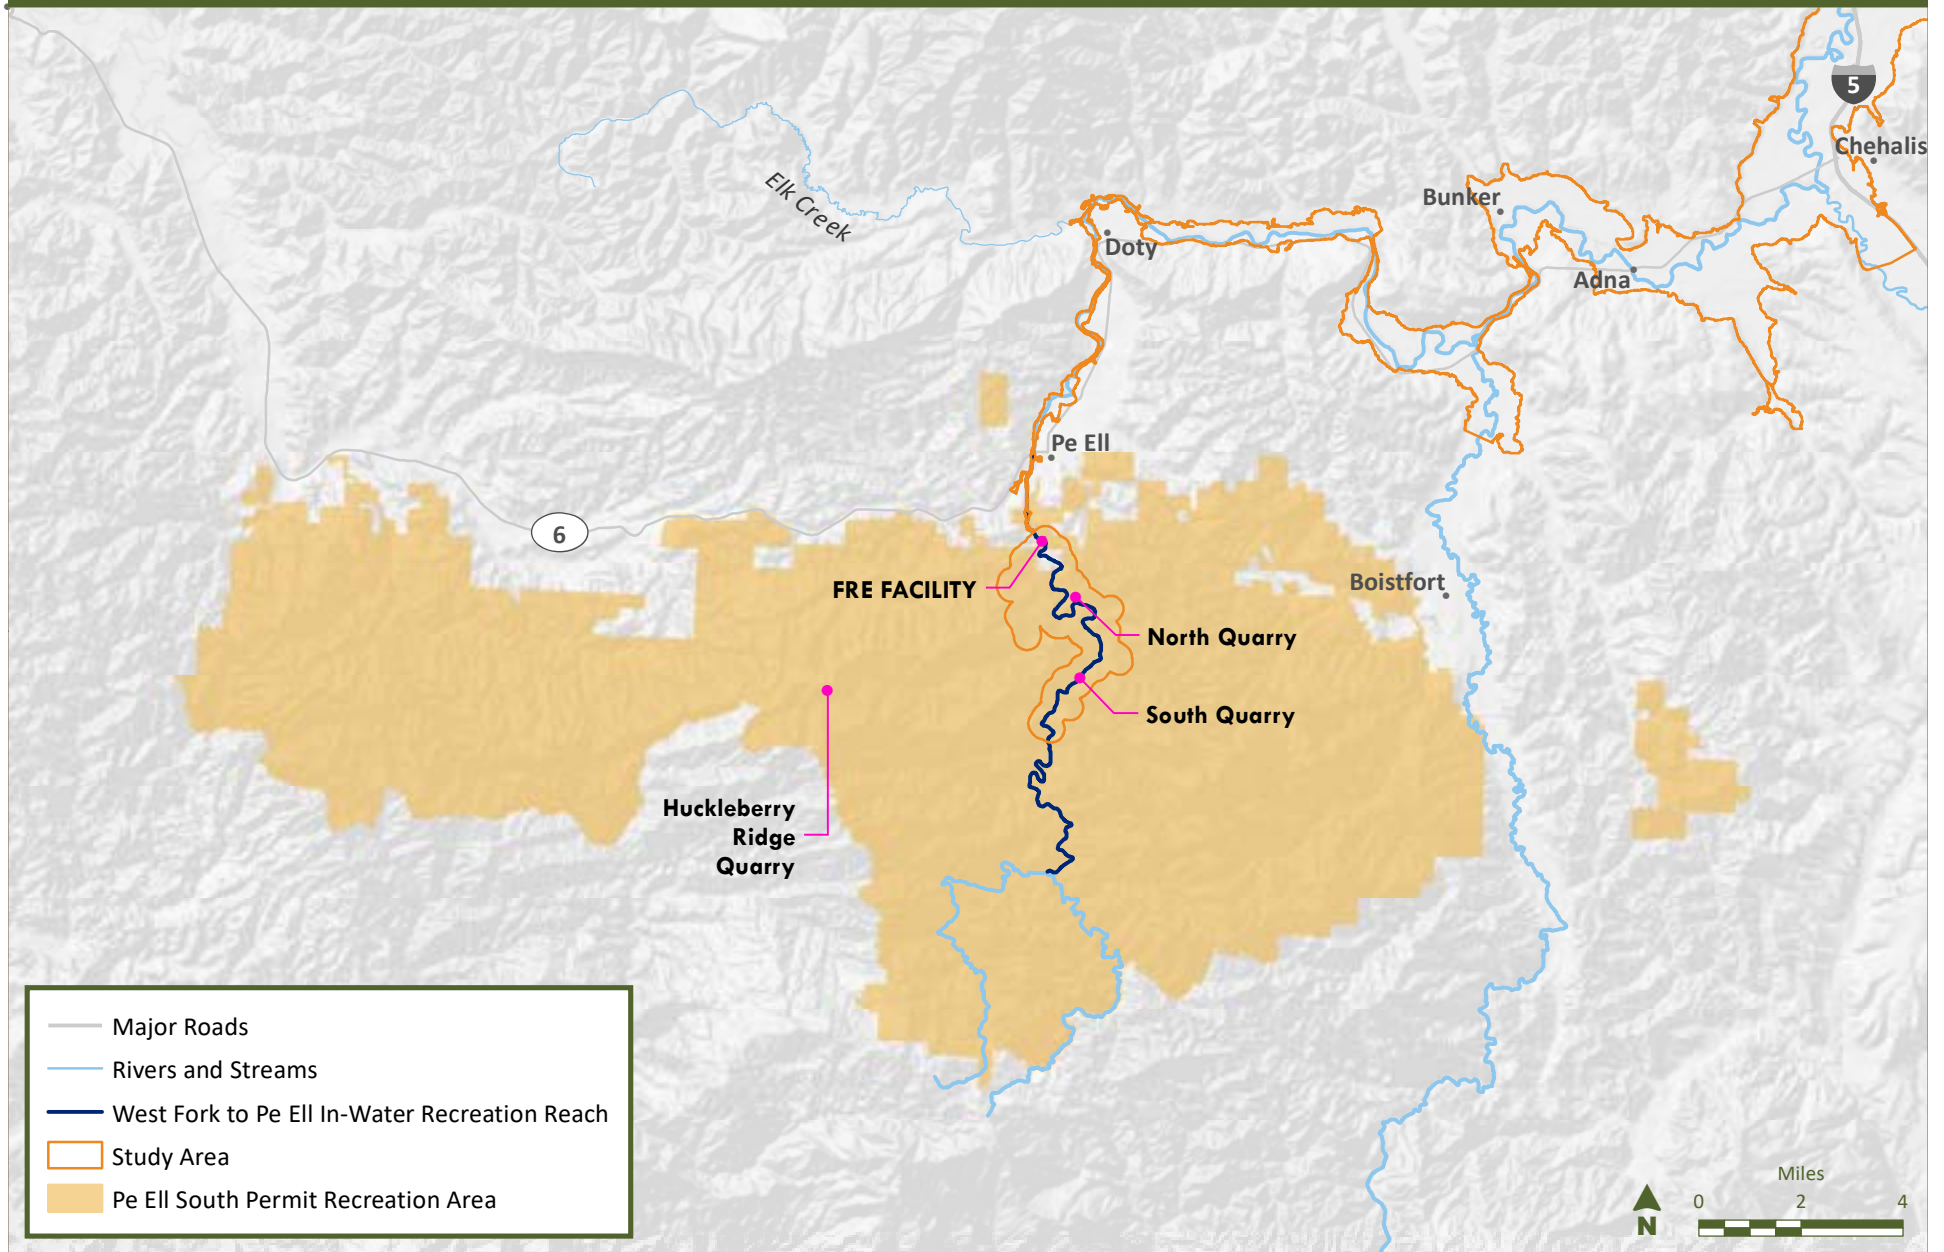 5
Chehalis
Elk Creek
Bunker
Doty
Adna
Pe Ell
6
FRE FACILITY
Boistfort
North Quarry
South Quarry
Huckleberry
Ridge
Quarry
Major Roads
Rivers and Streams
West Fork to Pe Ell In-Water Recreation Reach
Study Area
Pe Ell South Permit Recreation Area
Miles
0 2 4
N